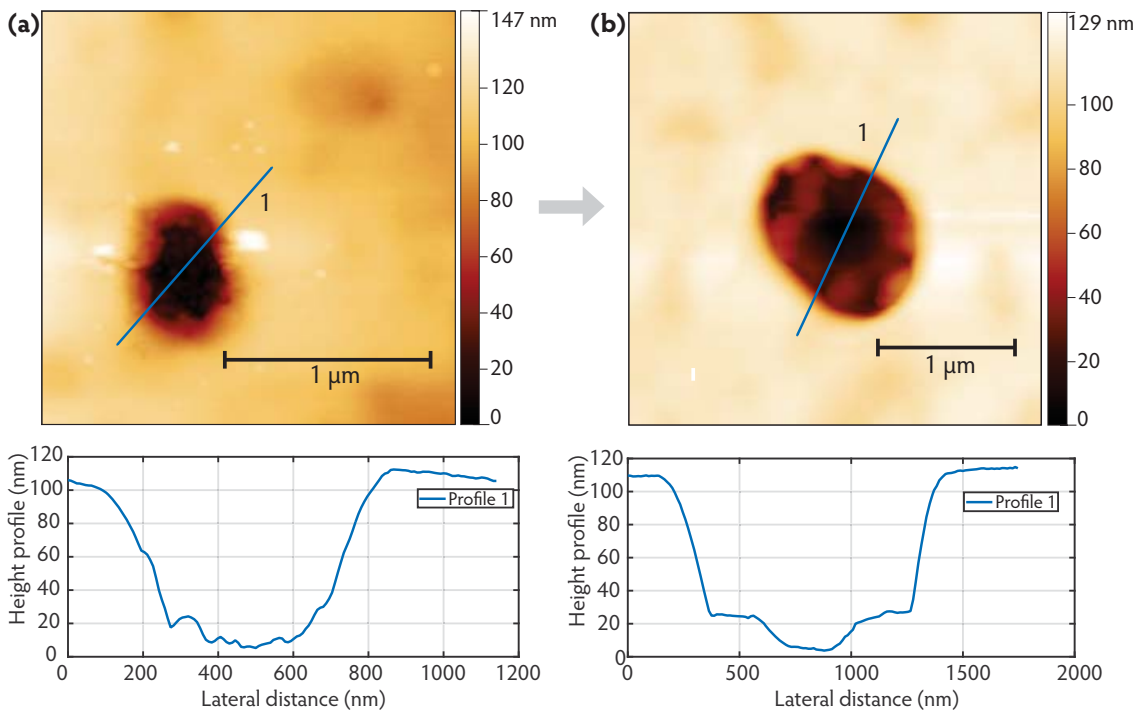 (a)
147 nm
120
100
80
60
40
20
0
1
1 μm
(b)
129 nm
100
80
60
40
20
0
1
1 μm
Height profile (nm)
120
100
80
60
40
20
0
Profile 1
0 200 400 600 800 1000 1200
Lateral distance (nm)
Height profile (nm)
120
100
80
60
40
20
0
Profile 1
0 500 1000 1500 2000
Lateral distance (nm)